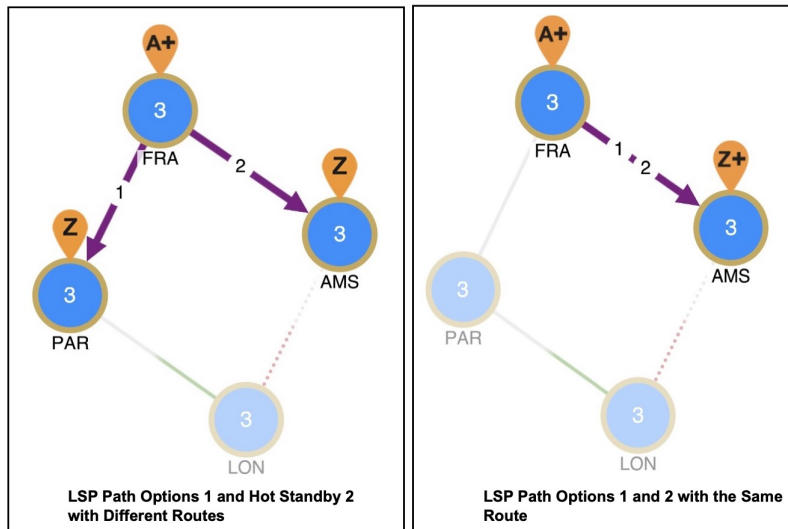 A+
3
FRA
1
2
Z
3
AMS
Z
3
PAR
3
LON
LSP Path Options 1 and Hot Standby 2
with Different Routes
A+
3
FRA
1
2
Z+
3
AMS
3
PAR
3
LON
LSP Path Options 1 and 2 with the Same
Route